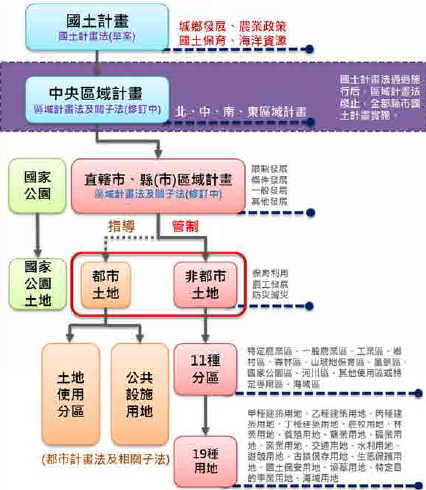 國土計畫
國土計畫法(草案)
城鄉發展、農業政策
國土保育、海洋資源
中央區域計畫
區域計畫法及關子法(修訂中)
北、中、南、東區域計畫
國土計畫法通過施
行后，區域計畫法
廢止，全部縣市國
土計畫實施。
國家
公園
直轄市、縣(市)區域計畫
區域計畫法及關子法(修訂中)
限制發展
條件發展
一般發展
其他發展
指導
管制
國家
公園
土地
都市
土地
非都市
土地
保育利用
農工發展
防災減災
土地
使用
分區
公共
設施
用地
11種
分區
特定農業區、一般農業區、工業區、鄉
村區、森林區、山坡地保育區、風景區、
國家公園區、河川區、其他使用區或特
定專用區、海域區
(都市計畫法及相關子法)
19種
用地
甲種建築用地、乙種建築用地、丙種建
築用地、丁種建築用地、農牧用地、林
業用地、養殖用地、鹽業用地、礦業用
地、窯業用地、交通用地、水利用地、
遊憩用地、古蹟保存用地、生態保護用
地、國土保安用地、墳墓用地、特定目
的事業用地、海域用地